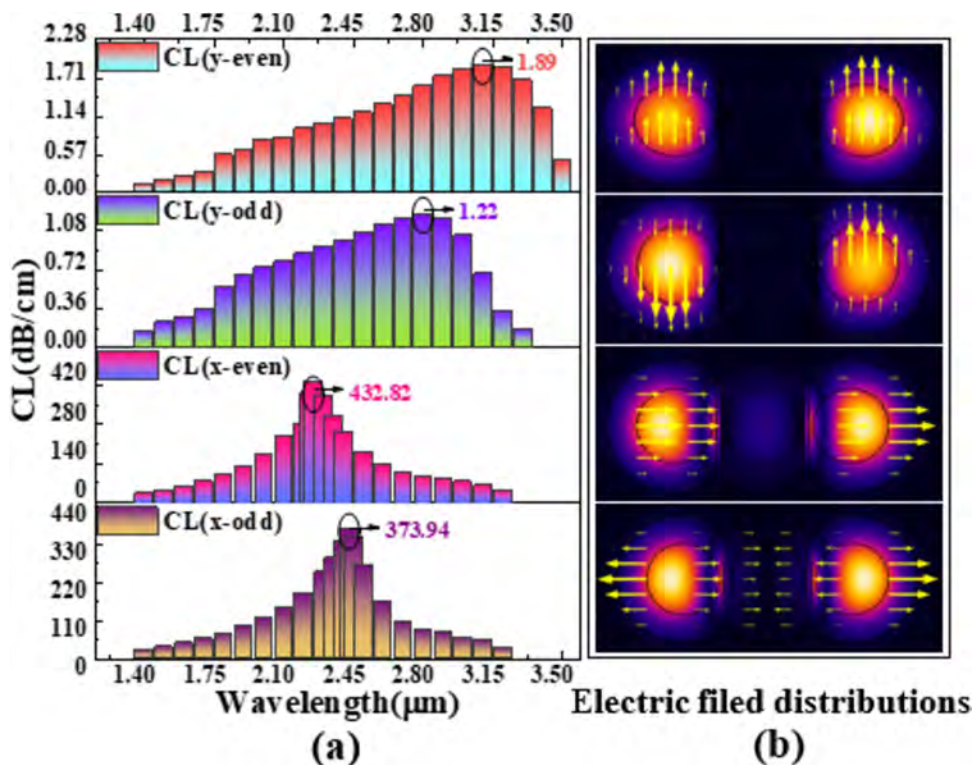 1.40 1.75 2.10 2.45 2.80 3.15 3.50
2.28
CL(y-even)
1.89
1.71
1.14
0.57
0.00
CL(y-odd)
1.22
1.08
0.72
0.36
0.00
CL(x-even)
420
432.82
280
140
0
440
CL(x-odd)
373.94
330
220
110
0
CL(dB/cm)
1.40 1.75 2.10 2.45 2.80 3.15 3.50
Wavelength(μm)
Electric filed distributions
(a)
(b)